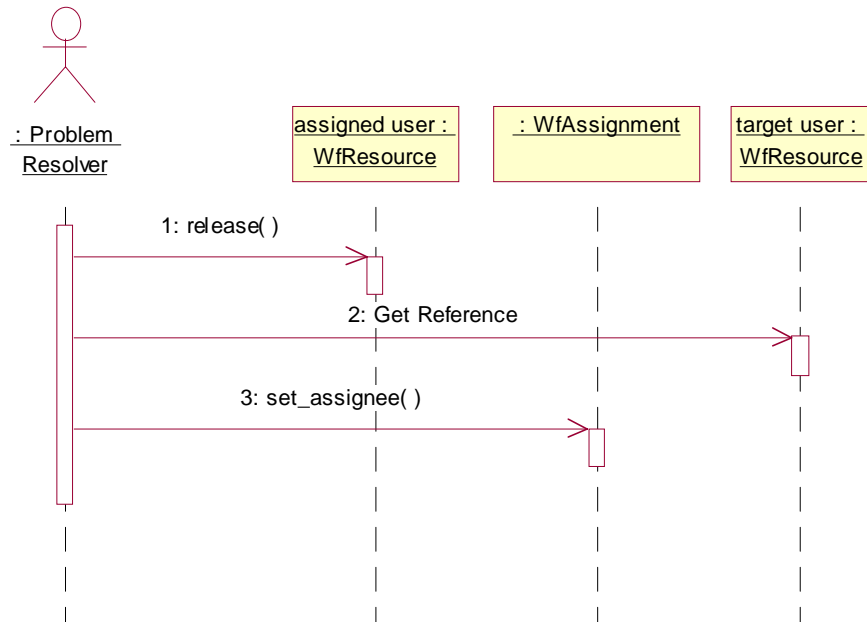 : Problem
Resolver
assigned user :
WfResource
: WfAssignment
target user :
WfResource
1: release( )
2: Get Reference
3: set_assignee( )